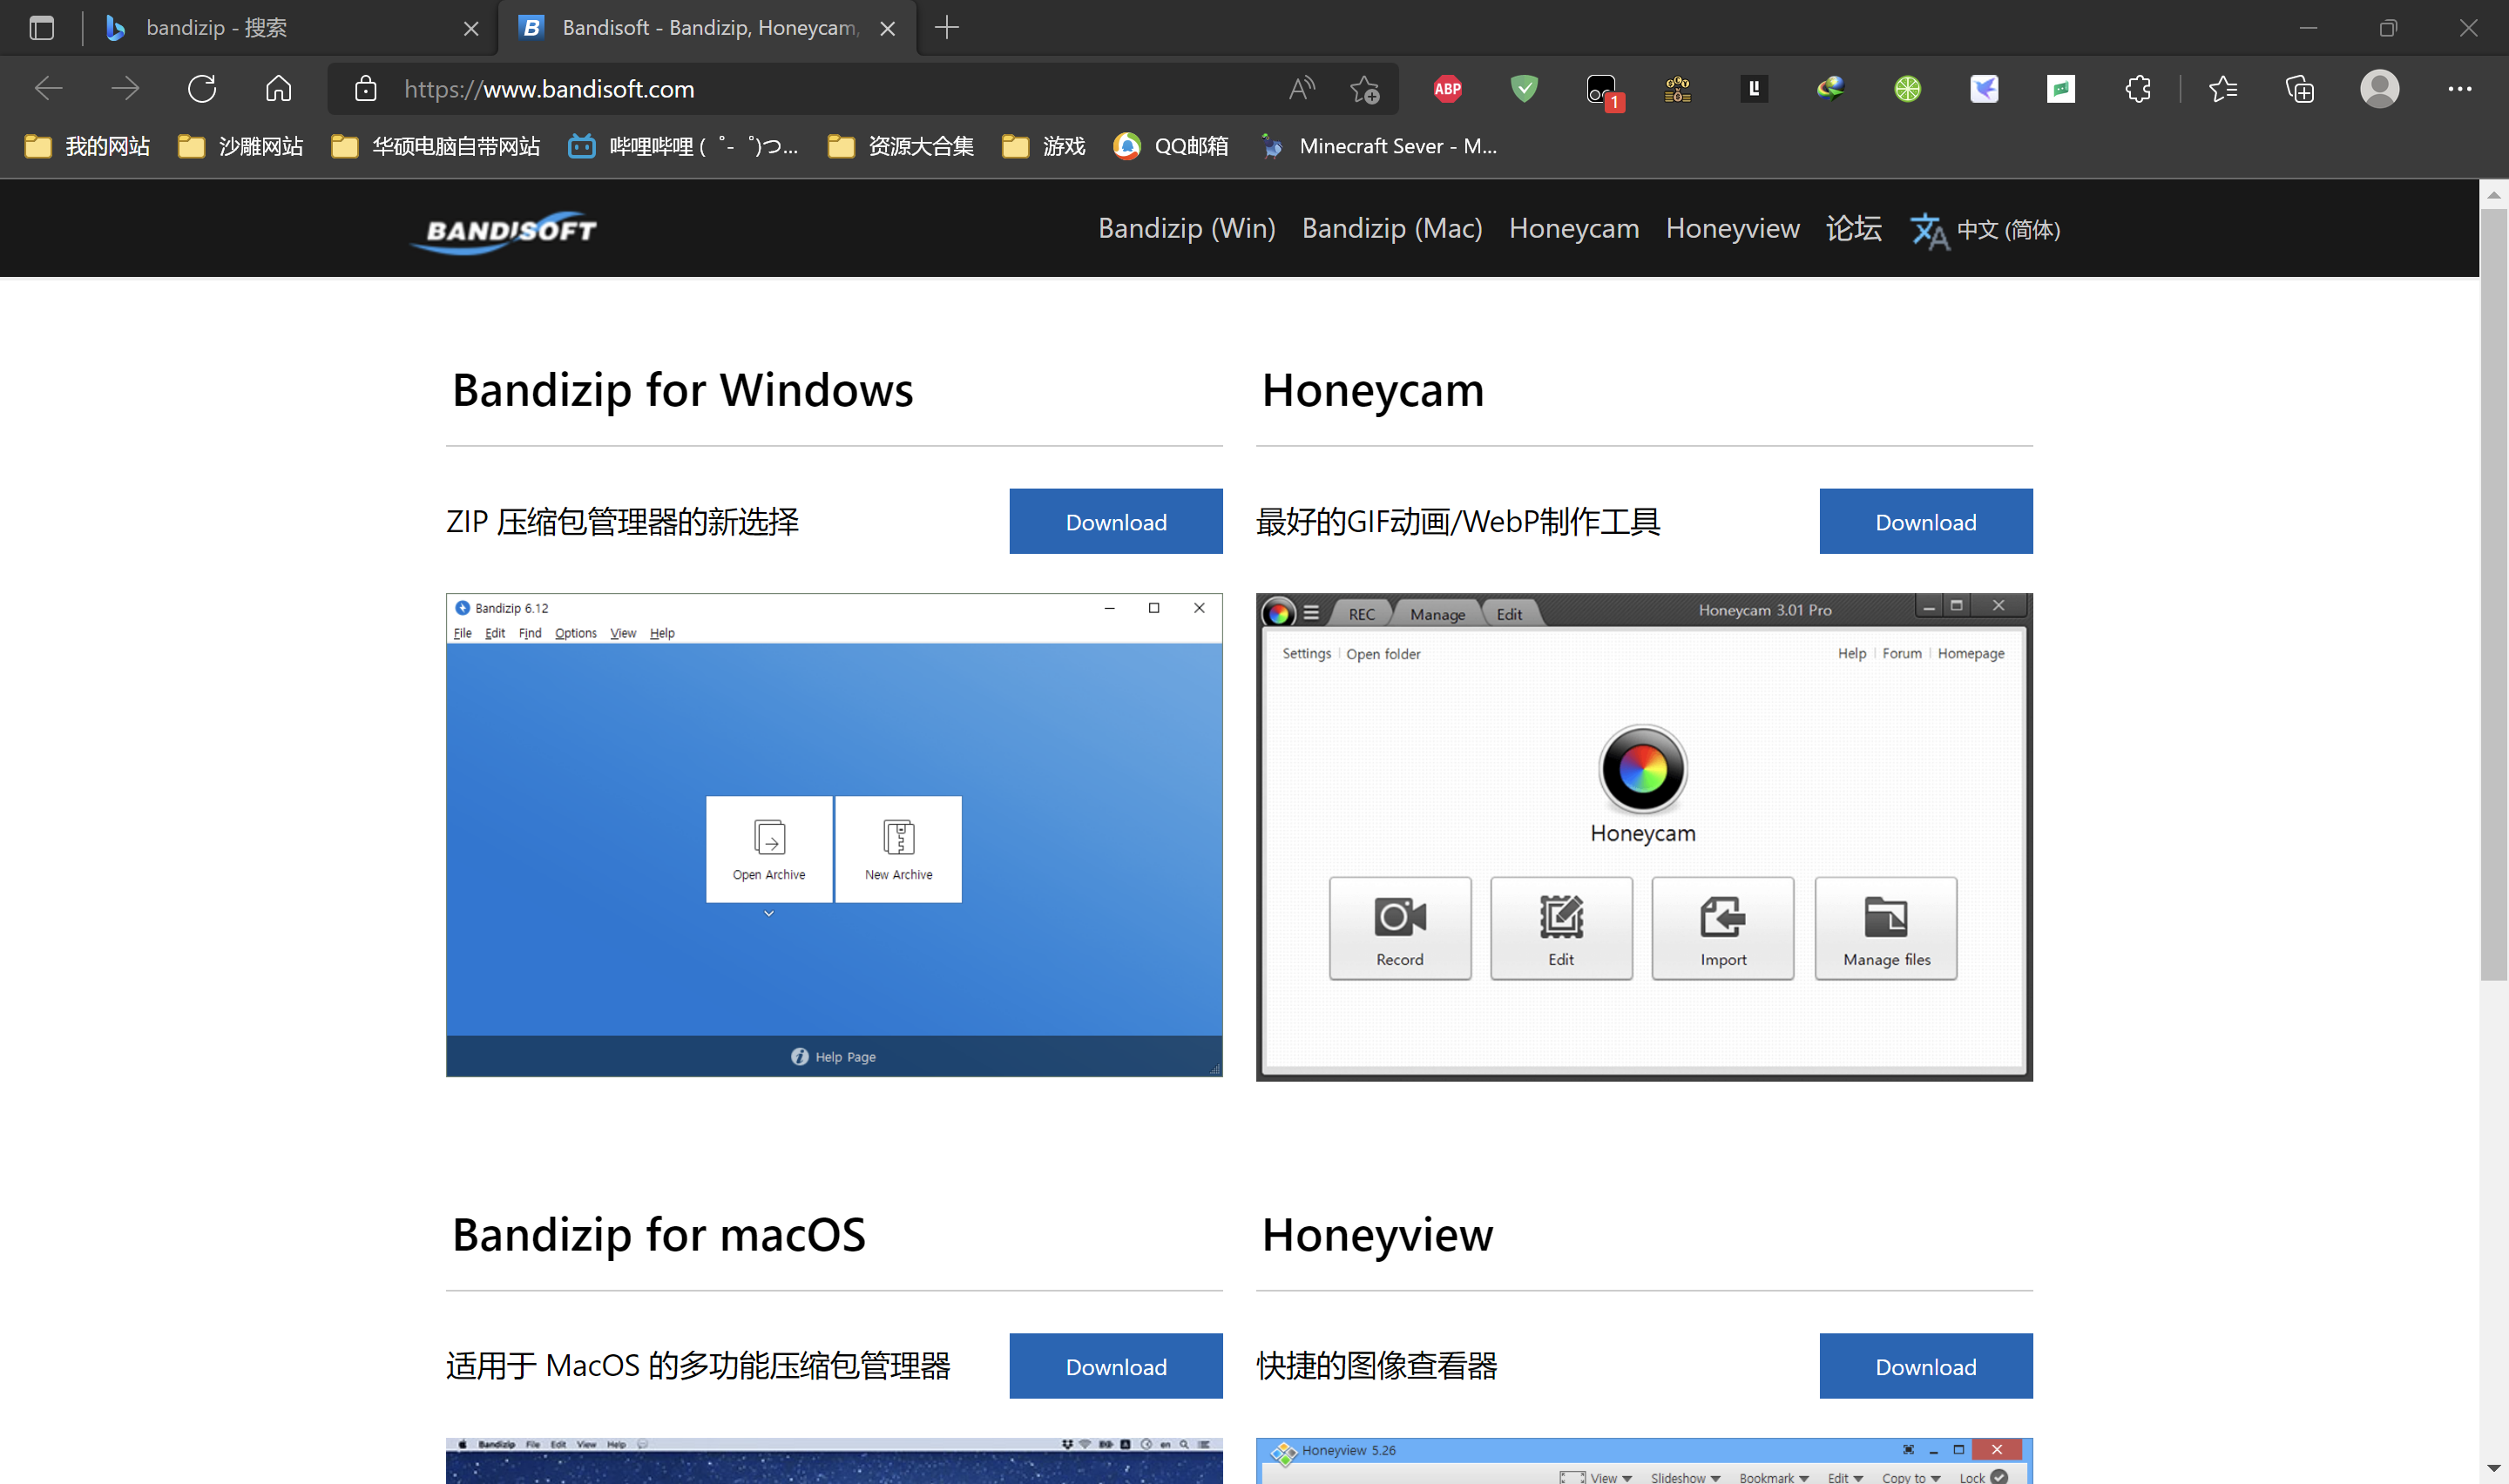 bandizip - 搜索
Bandisoft - Bandizip, Honeycam,
https://www.bandisoft.com
ABP
1
我的网站
沙雕网站
华硕电脑自带网站
哔哩哔哩 (゜-゜)つ...
资源大合集
游戏
QQ邮箱
Minecraft Sever - M...
BANDISOFT
Bandizip (Win)
Bandizip (Mac)
Honeycam
Honeyview
论坛
中文 (简体)
Bandizip for Windows
ZIP 压缩包管理器的新选择
Download
Bandizip 6.12
File Edit Find Options View Help
Open Archive
New Archive
Help Page
Honeycam
最好的GIF动画/WebP制作工具
Download
REC Manage Edit
Honeycam 3.01 Pro
Settings Open folder
Help Forum Homepage
Honeycam
Record
Edit
Import
Manage files
Bandizip for macOS
适用于 MacOS 的多功能压缩包管理器
Download
Bandizip File Edit View Help
en
Honeyview
快捷的图像查看器
Download
Honeyview 5.26
View Slideshow Bookmark Edit Copy to Lock